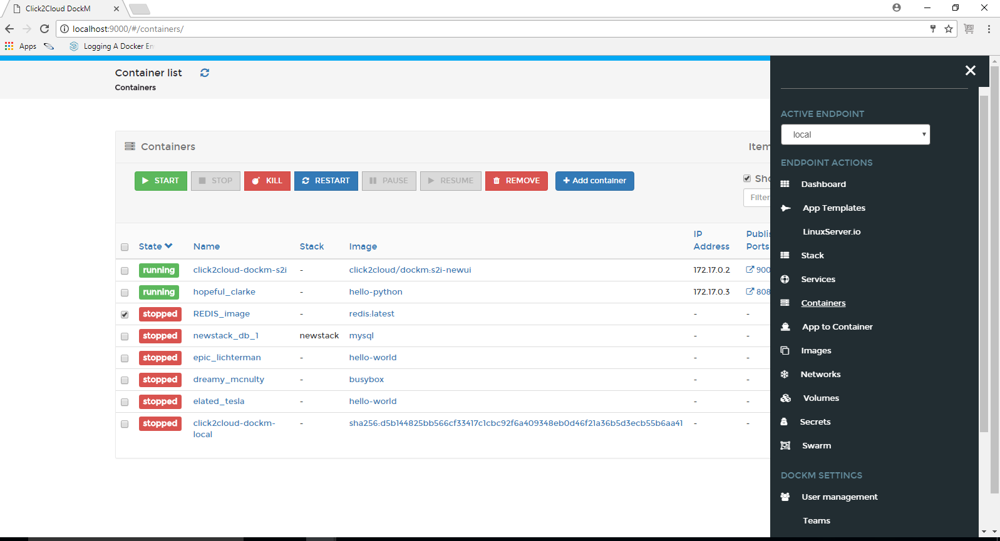 Click2Cloud DockM
localhost:9000/#/containers/
Apps
Logging A Docker En
Container list
Containers
Containers
Item
START
STOP
KILL
RESTART
PAUSE
RESUME
REMOVE
Add container
Sho
Filter
State Name Stack Image IP Address Publis Ports
running click2cloud-dockm-s2i - click2cloud/dockm:s2i-newui 172.17.0.2 900
running hopeful_clarke - hello-python 172.17.0.3 808
stopped REDIS_image - redis:latest - -
stopped newstack_db_1 newstack mysql - -
stopped epic_lichterman - hello-world - -
stopped dreamy_mcnulty - busybox - -
stopped elated_tesla - hello-world - -
stopped click2cloud-dockm-local - sha256:d5b144825bb566cf33417c1cbc92f6a409348eb0d46f21a36b5d3ecb55b6aa41 - -
ACTIVE ENDPOINT
local
ENDPOINT ACTIONS
Dashboard
App Templates
LinuxServer.io
Stack
Services
Containers
App to Container
Images
Networks
Volumes
Secrets
Swarm
DOCKM SETTINGS
User management
Teams